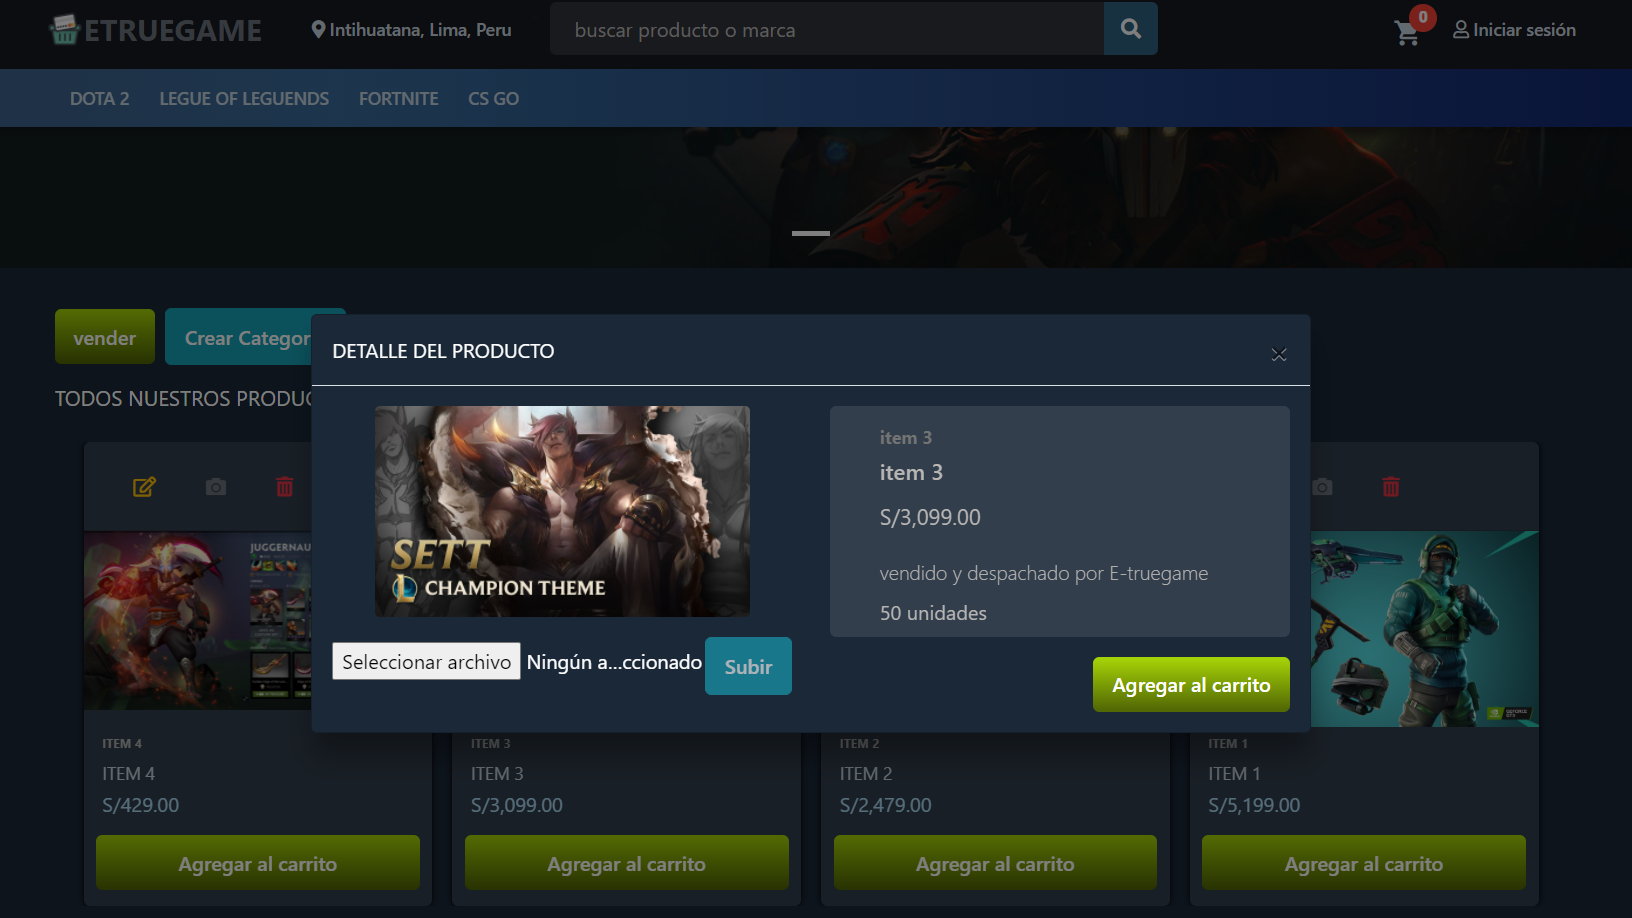 ETRUEGAME
Intihuatana, Lima, Peru
buscar producto o marca
0
Iniciar sesión
DOTA 2
LEGUE OF LEGUENDS
FORTNITE
CS GO
vender
Crear Categor
TODOS NUESTROS PRODUC
DETALLE DEL PRODUCTO
×
SETT
CHAMPION THEME
Seleccionar archivo
Ningún a...ccionado
Subir
item 3
item 3
S/3,099.00
vendido y despachado por E-truegame
50 unidades
Agregar al carrito
JUGGERNAU
ITEM 4
ITEM 4
S/429.00
Agregar al carrito
ITEM 3
ITEM 3
S/3,099.00
Agregar al carrito
ITEM 2
ITEM 2
S/2,479.00
Agregar al carrito
ITEM 1
ITEM 1
S/5,199.00
Agregar al carrito